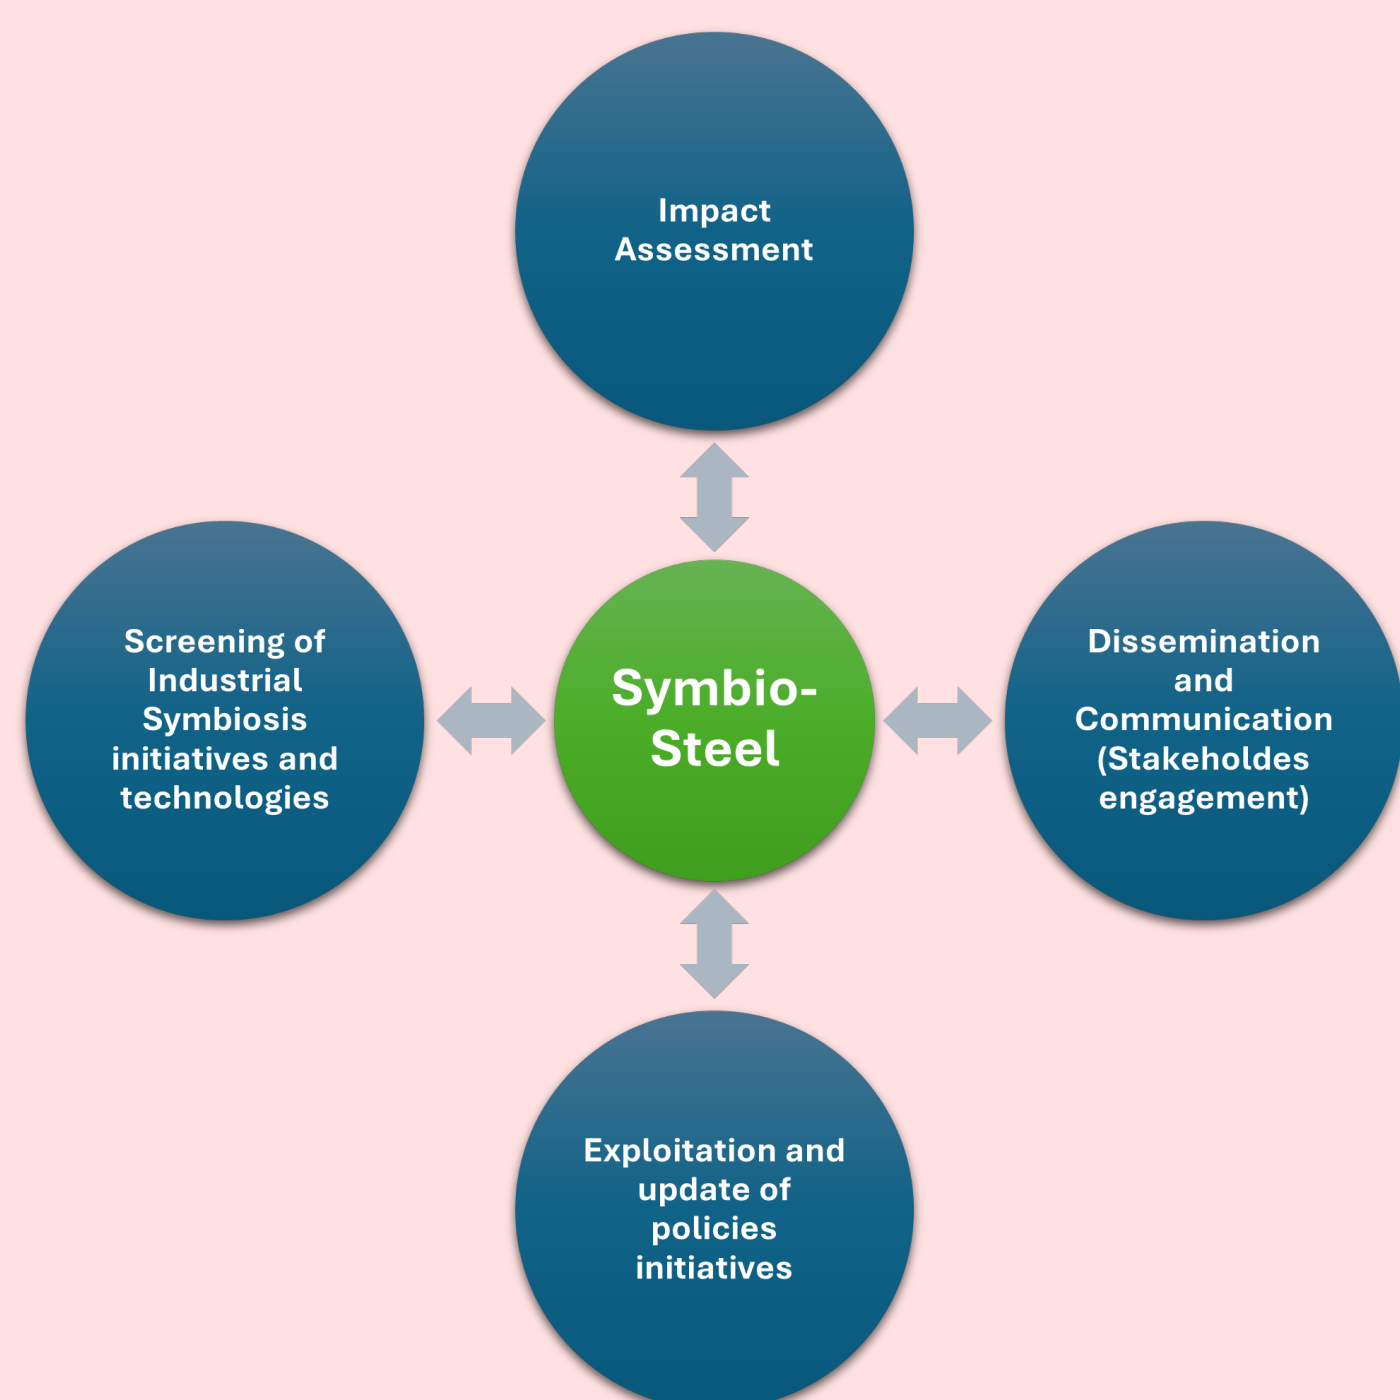 Impact
Assessment
Screening of
Industrial
Symbiosis
initiatives and
technologies
Symbio-
Steel
Dissemination
and
Communication
(Stakeholdes
engagement)
Exploitation and
update of
policies
initiatives